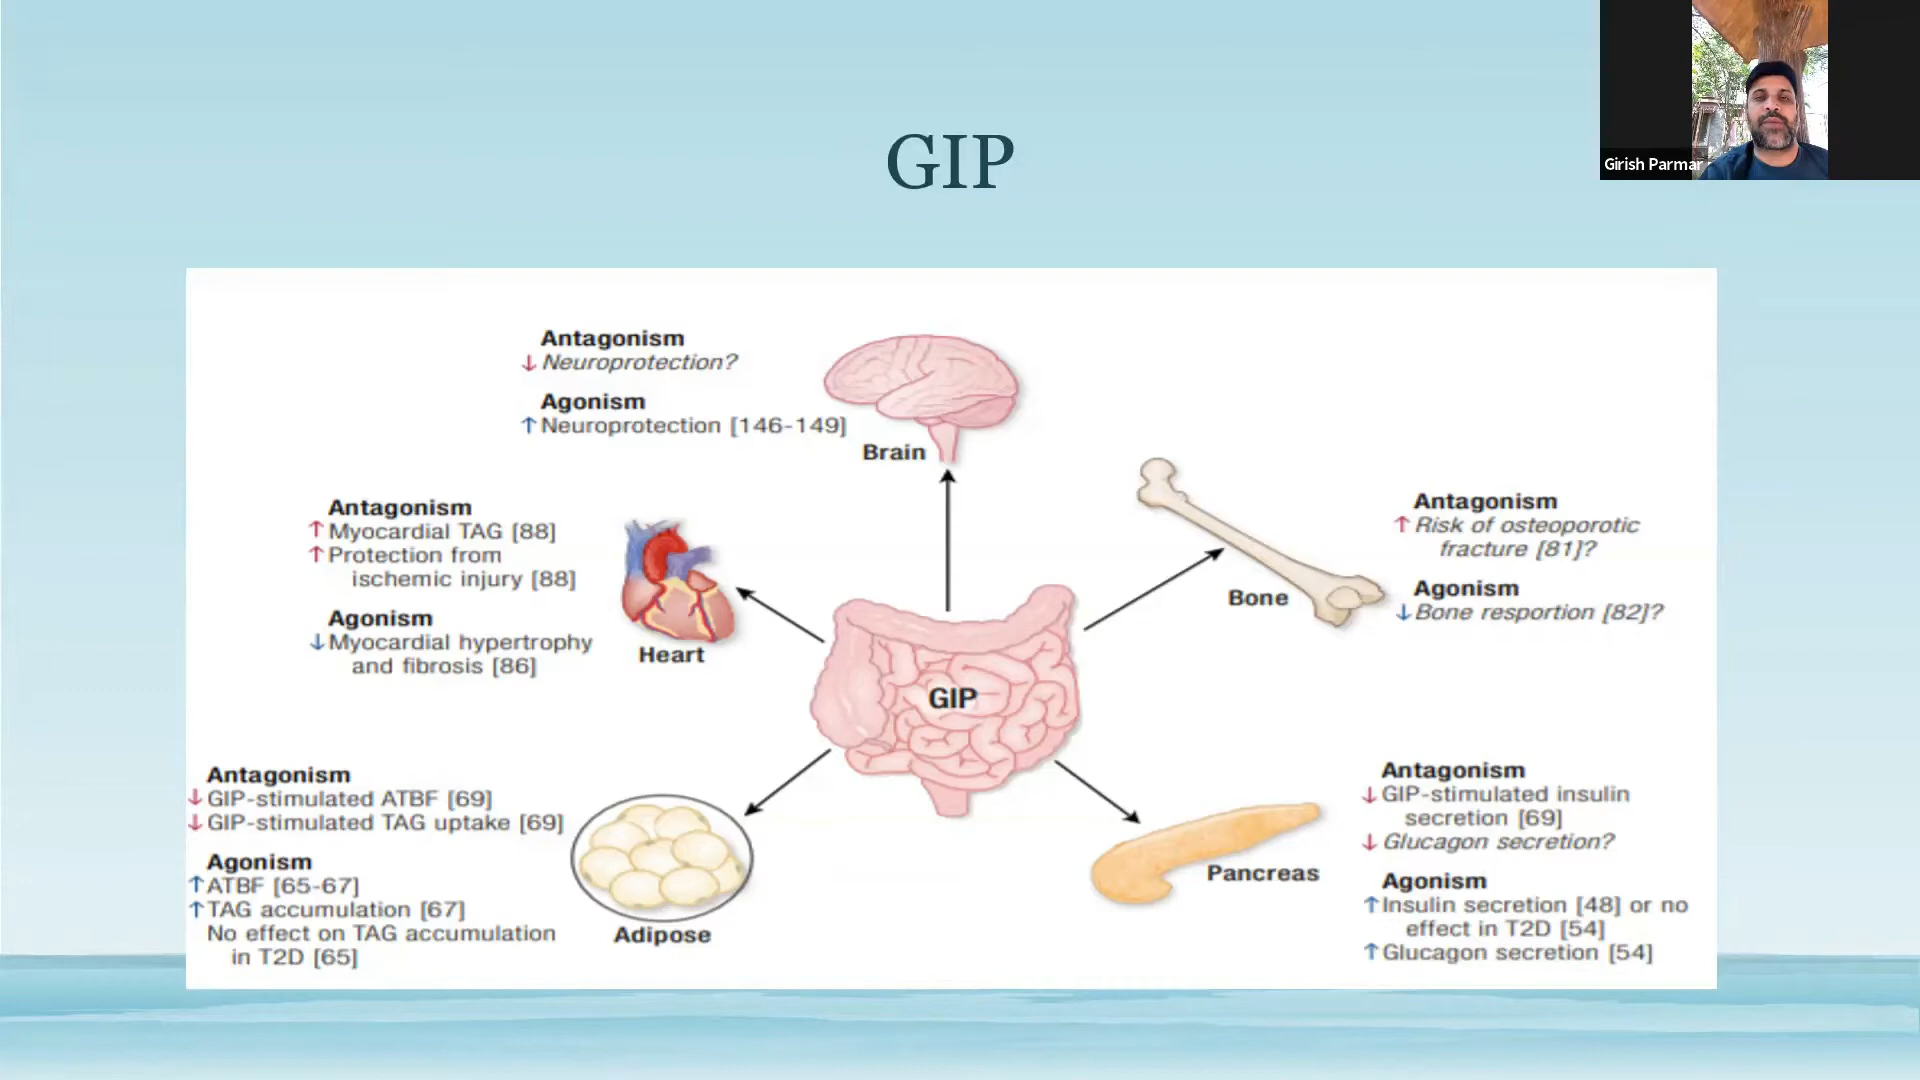 GIP
Girish Parmar
Antagonism
↓ Neuroprotection?
Agonism
↑ Neuroprotection [146-149]
Brain
Antagonism
↑ Myocardial TAG [88]
↑ Protection from
ischemic injury [88]
Agonism
↓ Myocardial hypertrophy
and fibrosis [86]
Heart
Antagonism
↑ Risk of osteoporotic
fracture [81]?
Agonism
↓ Bone resportion [82]?
Bone
GIP
Antagonism
↓ GIP-stimulated ATBF [69]
↓ GIP-stimulated TAG uptake [69]
Agonism
↑ ATBF [65-67]
↑ TAG accumulation [67]
No effect on TAG accumulation
in T2D [65]
Adipose
Antagonism
↓ GIP-stimulated insulin
secretion [69]
↓ Glucagon secretion?
Agonism
↑ Insulin secretion [48] or no
effect in T2D [54]
↑ Glucagon secretion [54]
Pancreas